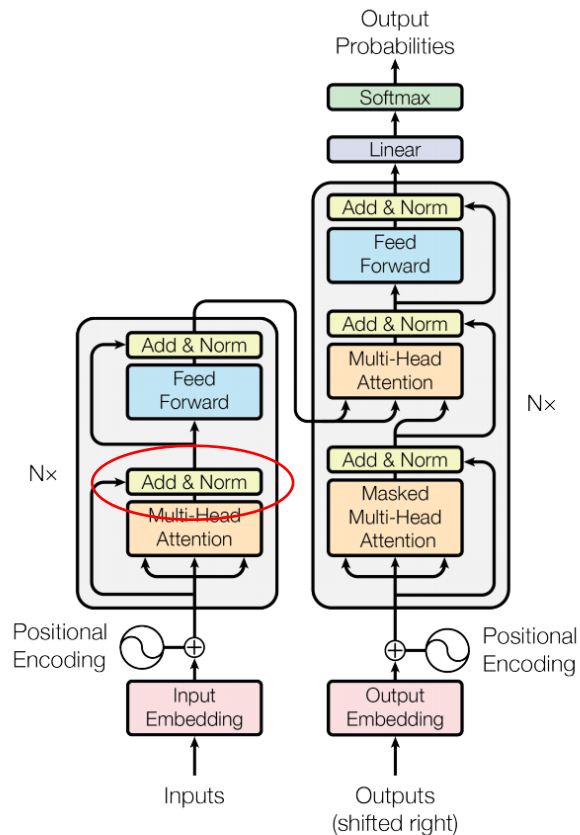 Output
Probabilities
Softmax
Linear
Add & Norm
Feed
Forward
Add & Norm
Multi-Head
Attention
Add & Norm
Masked
Multi-Head
Attention
N×
Add & Norm
Feed
Forward
N×
Add & Norm
Multi-Head
Attention
Positional
Encoding
Positional
Encoding
Input
Embedding
Output
Embedding
Inputs
Outputs
(shifted right)